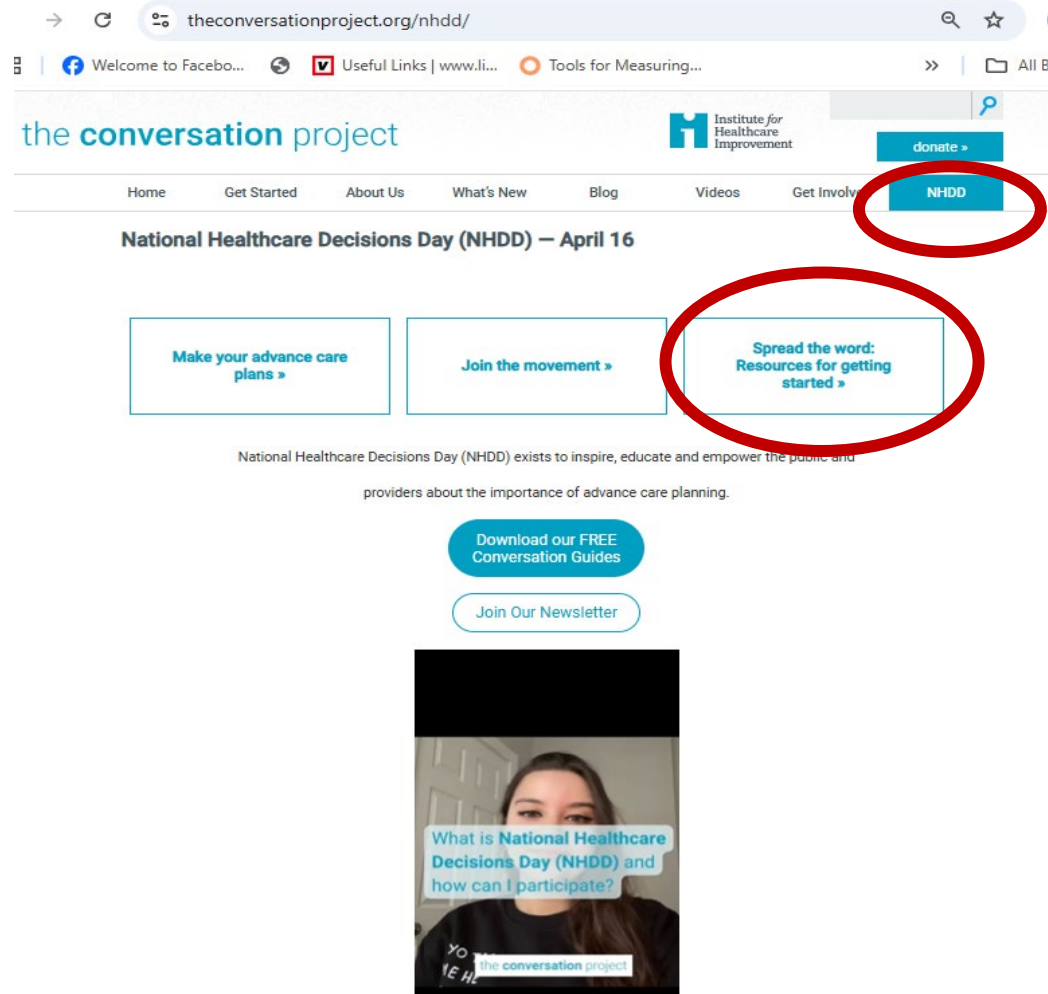 theconversationproject.org/nhdd/
Welcome to Facebo... Useful Links | www.li... Tools for Measuring... » All B
the conversation project
Institute for
Healthcare
Improvement
donate »
Home Get Started About Us What's New Blog Videos Get Involve NHDD
National Healthcare Decisions Day (NHDD) — April 16
Make your advance care
plans »
Join the movement »
Spread the word:
Resources for getting
started »
National Healthcare Decisions Day (NHDD) exists to inspire, educate and empower the public and
providers about the importance of advance care planning.
Download our FREE
Conversation Guides
Join Our Newsletter
What is National Healthcare
Decisions Day (NHDD) and
how can I participate?
YO
the conversation project